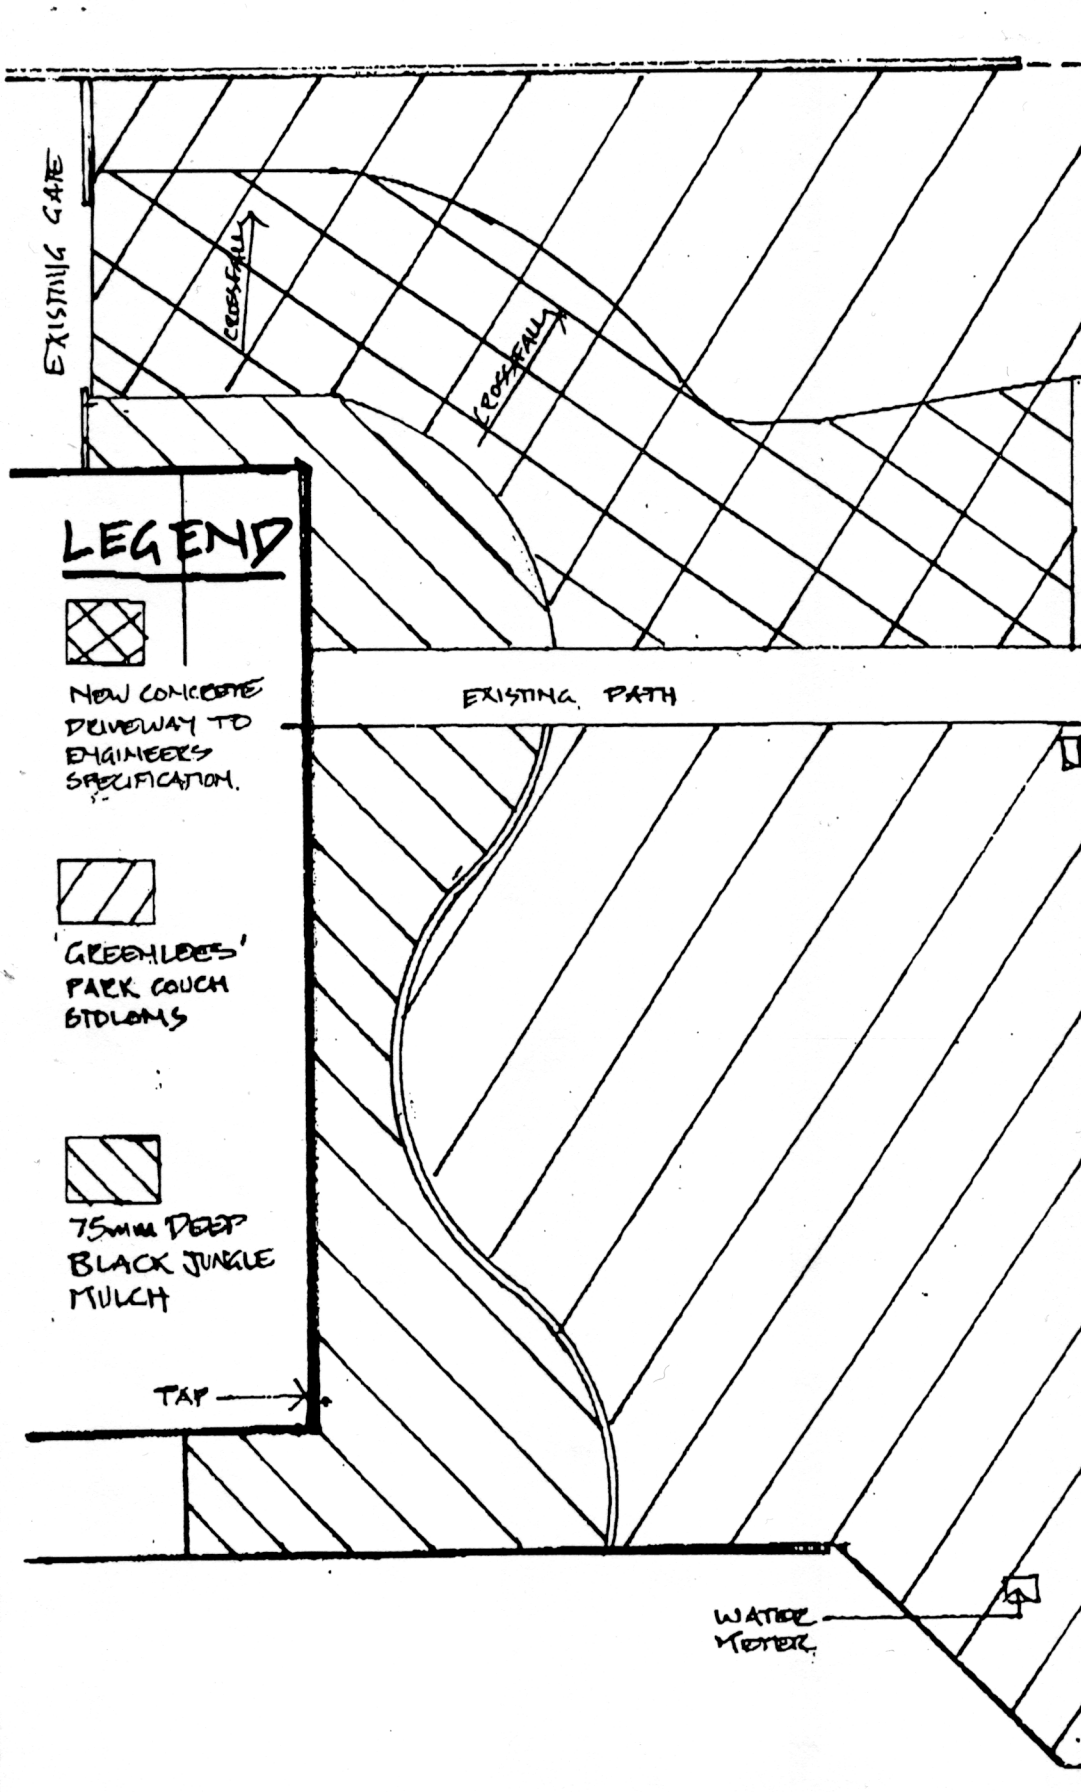 EXISTING GATE
CROSSFALL
CROSSFALL
LEGEND
NEW CONCRETE
DRIVEWAY TO
ENGINEERS
SPECIFICATION.
EXISTING PATH
'GREENLEES'
PARK COUCH
STOLONS
75mm DEEP
BLACK JUNGLE
MULCH
TAP
WATER
METER.